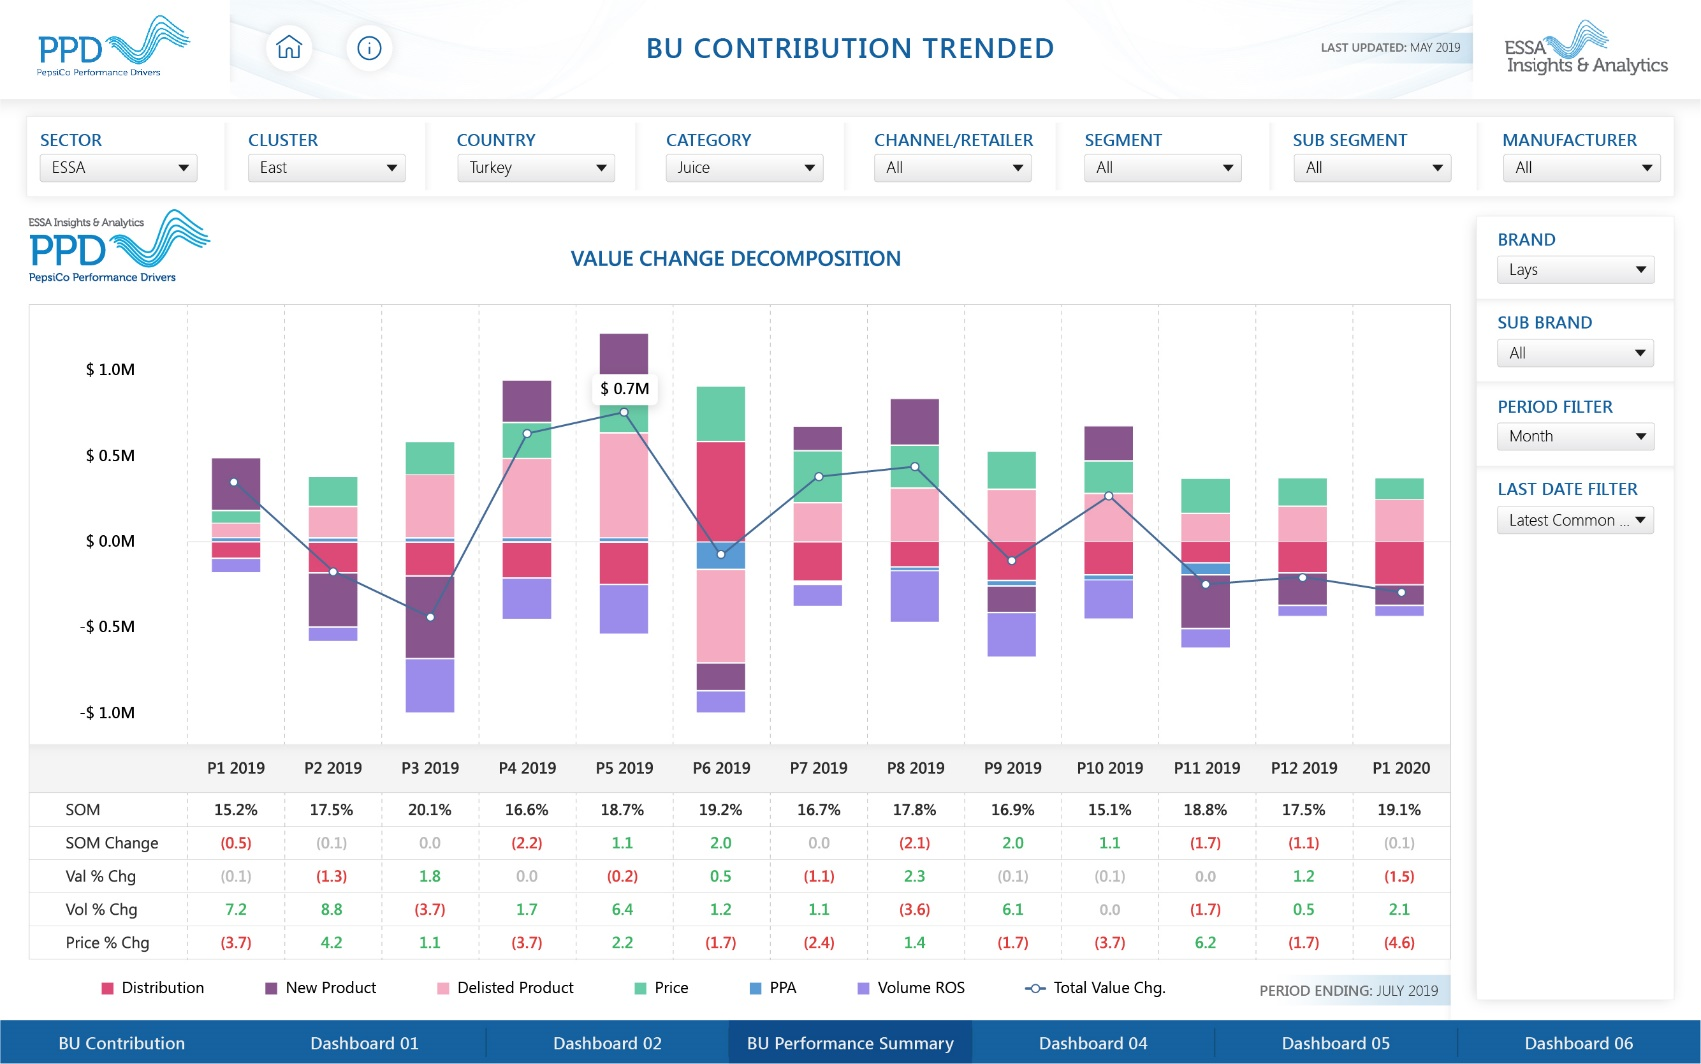 PPD
PepsiCo Performance Drivers
BU CONTRIBUTION TRENDED
LAST UPDATED: MAY 2019
ESSA
Insights & Analytics
SECTOR CLUSTER COUNTRY CATEGORY CHANNEL/RETAILER SEGMENT SUB SEGMENT MANUFACTURER
ESSA East Turkey Juice All All All All
ESSA Insights & Analytics
PPD
PepsiCo Performance Drivers
VALUE CHANGE DECOMPOSITION
BRAND
Lays
SUB BRAND
All
PERIOD FILTER
Month
LAST DATE FILTER
Latest Common ...
$ 1.0M
$ 0.7M
$ 0.5M
$ 0.0M
-$ 0.5M
-$ 1.0M
P1 2019 P2 2019 P3 2019 P4 2019 P5 2019 P6 2019 P7 2019 P8 2019 P9 2019 P10 2019 P11 2019 P12 2019 P1 2020
SOM 15.2% 17.5% 20.1% 16.6% 18.7% 19.2% 16.7% 17.8% 16.9% 15.1% 18.8% 17.5% 19.1%
SOM Change (0.5) (0.1) 0.0 (2.2) 1.1 2.0 0.0 (2.1) 2.0 1.1 (1.7) (1.1) (0.1)
Val % Chg (0.1) (1.3) 1.8 0.0 (0.2) 0.5 (1.1) 2.3 (0.1) (0.1) 0.0 1.2 (1.5)
Vol % Chg 7.2 8.8 (3.7) 1.7 6.4 1.2 1.1 (3.6) 6.1 0.0 (1.7) 0.5 2.1
Price % Chg (3.7) 4.2 1.1 (3.7) 2.2 (1.7) (2.4) 1.4 (1.7) (3.7) 6.2 (1.7) (4.6)
Distribution New Product Delisted Product Price PPA Volume ROS Total Value Chg.
PERIOD ENDING: JULY 2019
BU Contribution Dashboard 01 Dashboard 02 BU Performance Summary Dashboard 04 Dashboard 05 Dashboard 06